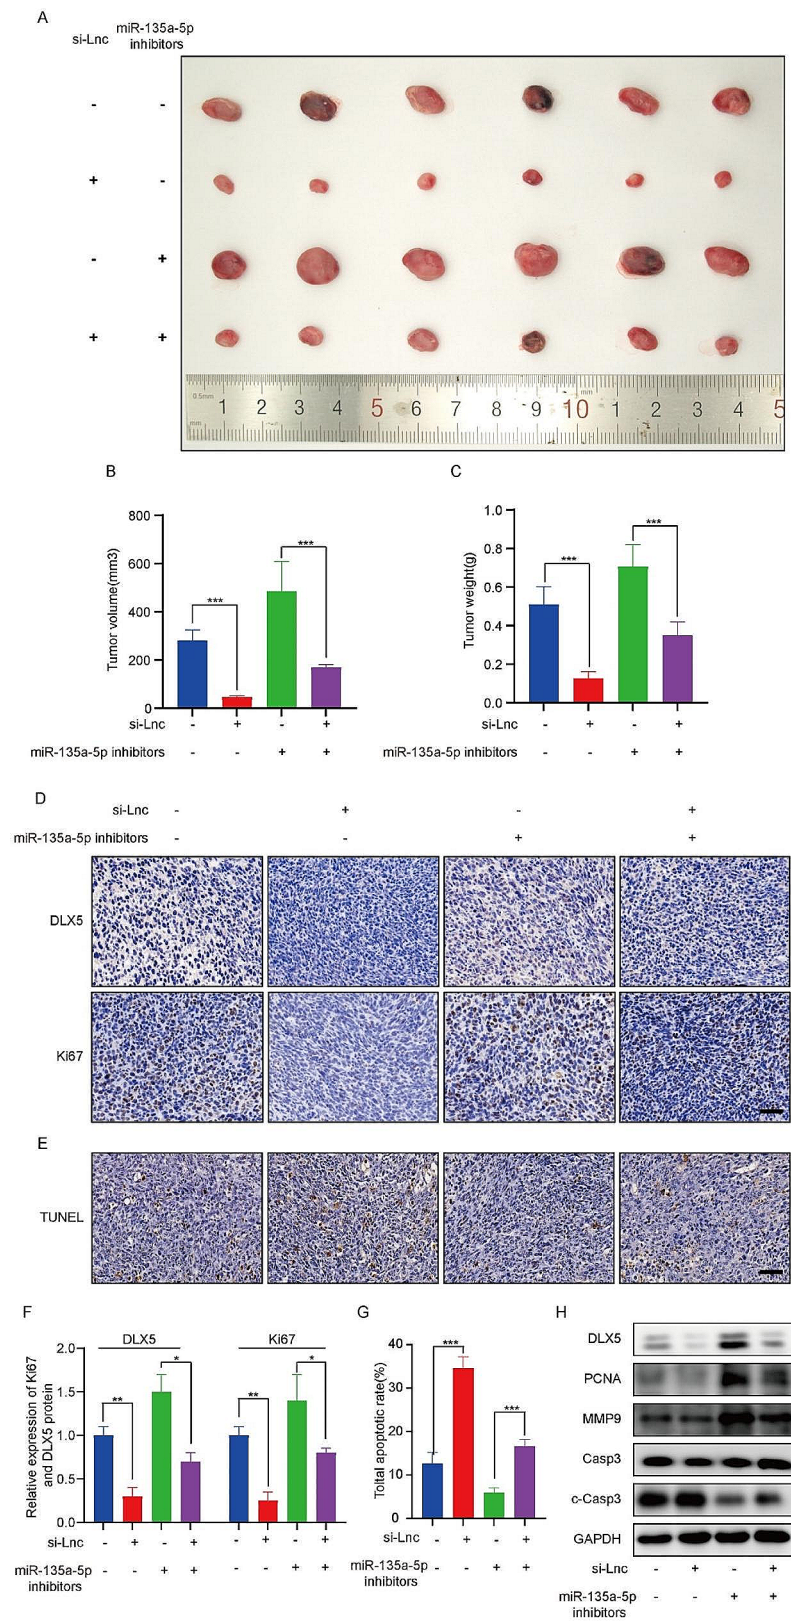 A
si-Lnc
miR-135a-5p
inhibitors
- -
+ -
- +
+ +
0.5mm
mm
1 2 3 4 5 6 7 8 9 10 1 2 3 4 5
mm
B
800
600
400
200
0
Tumor volume(mm3)
***
***
si-Lnc - + - +
miR-135a-5p inhibitors - - + +
C
1.0
0.8
0.6
0.4
0.2
0.0
Tumor weight(g)
***
***
si-Lnc - + - +
miR-135a-5p inhibitors - - + +
D
si-Lnc - + - +
miR-135a-5p inhibitors - - + +
DLX5
Ki67
E
TUNEL
F
DLX5
Ki67
2.0
1.5
1.0
0.5
0.0
Relative expression of Ki67
and DLX5 protein
**
*
**
*
si-Lnc - + - + - + - +
miR-135a-5p
inhibitors - - + + - - + +
G
40
30
20
10
0
Toltal apoptotic rate(%)
***
***
si-Lnc - + - +
miR-135a-5p
inhibitors - - + +
H
DLX5
PCNA
MMP9
Casp3
c-Casp3
GAPDH
si-Lnc - + - +
miR-135a-5p
inhibitors - - + +